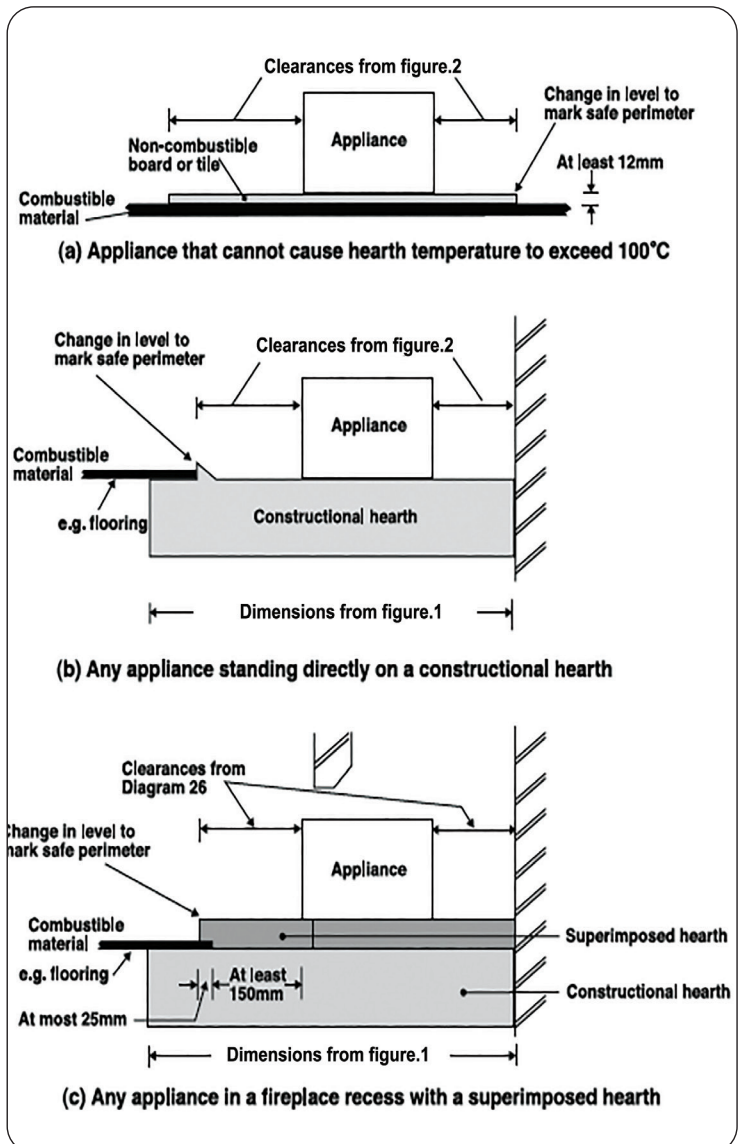 Clearances from figure.2
Change in level to
mark safe perimeter
Appliance
Non-combustible
board or tile
At least 12mm
Combustible
material
(a) Appliance that cannot cause hearth temperature to exceed 100°C
Change in level to
mark safe perimeter
Clearances from figure.2
Appliance
Combustible
material
e.g. flooring
Constructional hearth
Dimensions from figure.1
(b) Any appliance standing directly on a constructional hearth
Clearances from
Diagram 26
Change in level to
mark safe perimeter
Appliance
Combustible
material
Superimposed hearth
e.g. flooring
At least
150mm
Constructional hearth
At most 25mm
Dimensions from figure.1
(c) Any appliance in a fireplace recess with a superimposed hearth